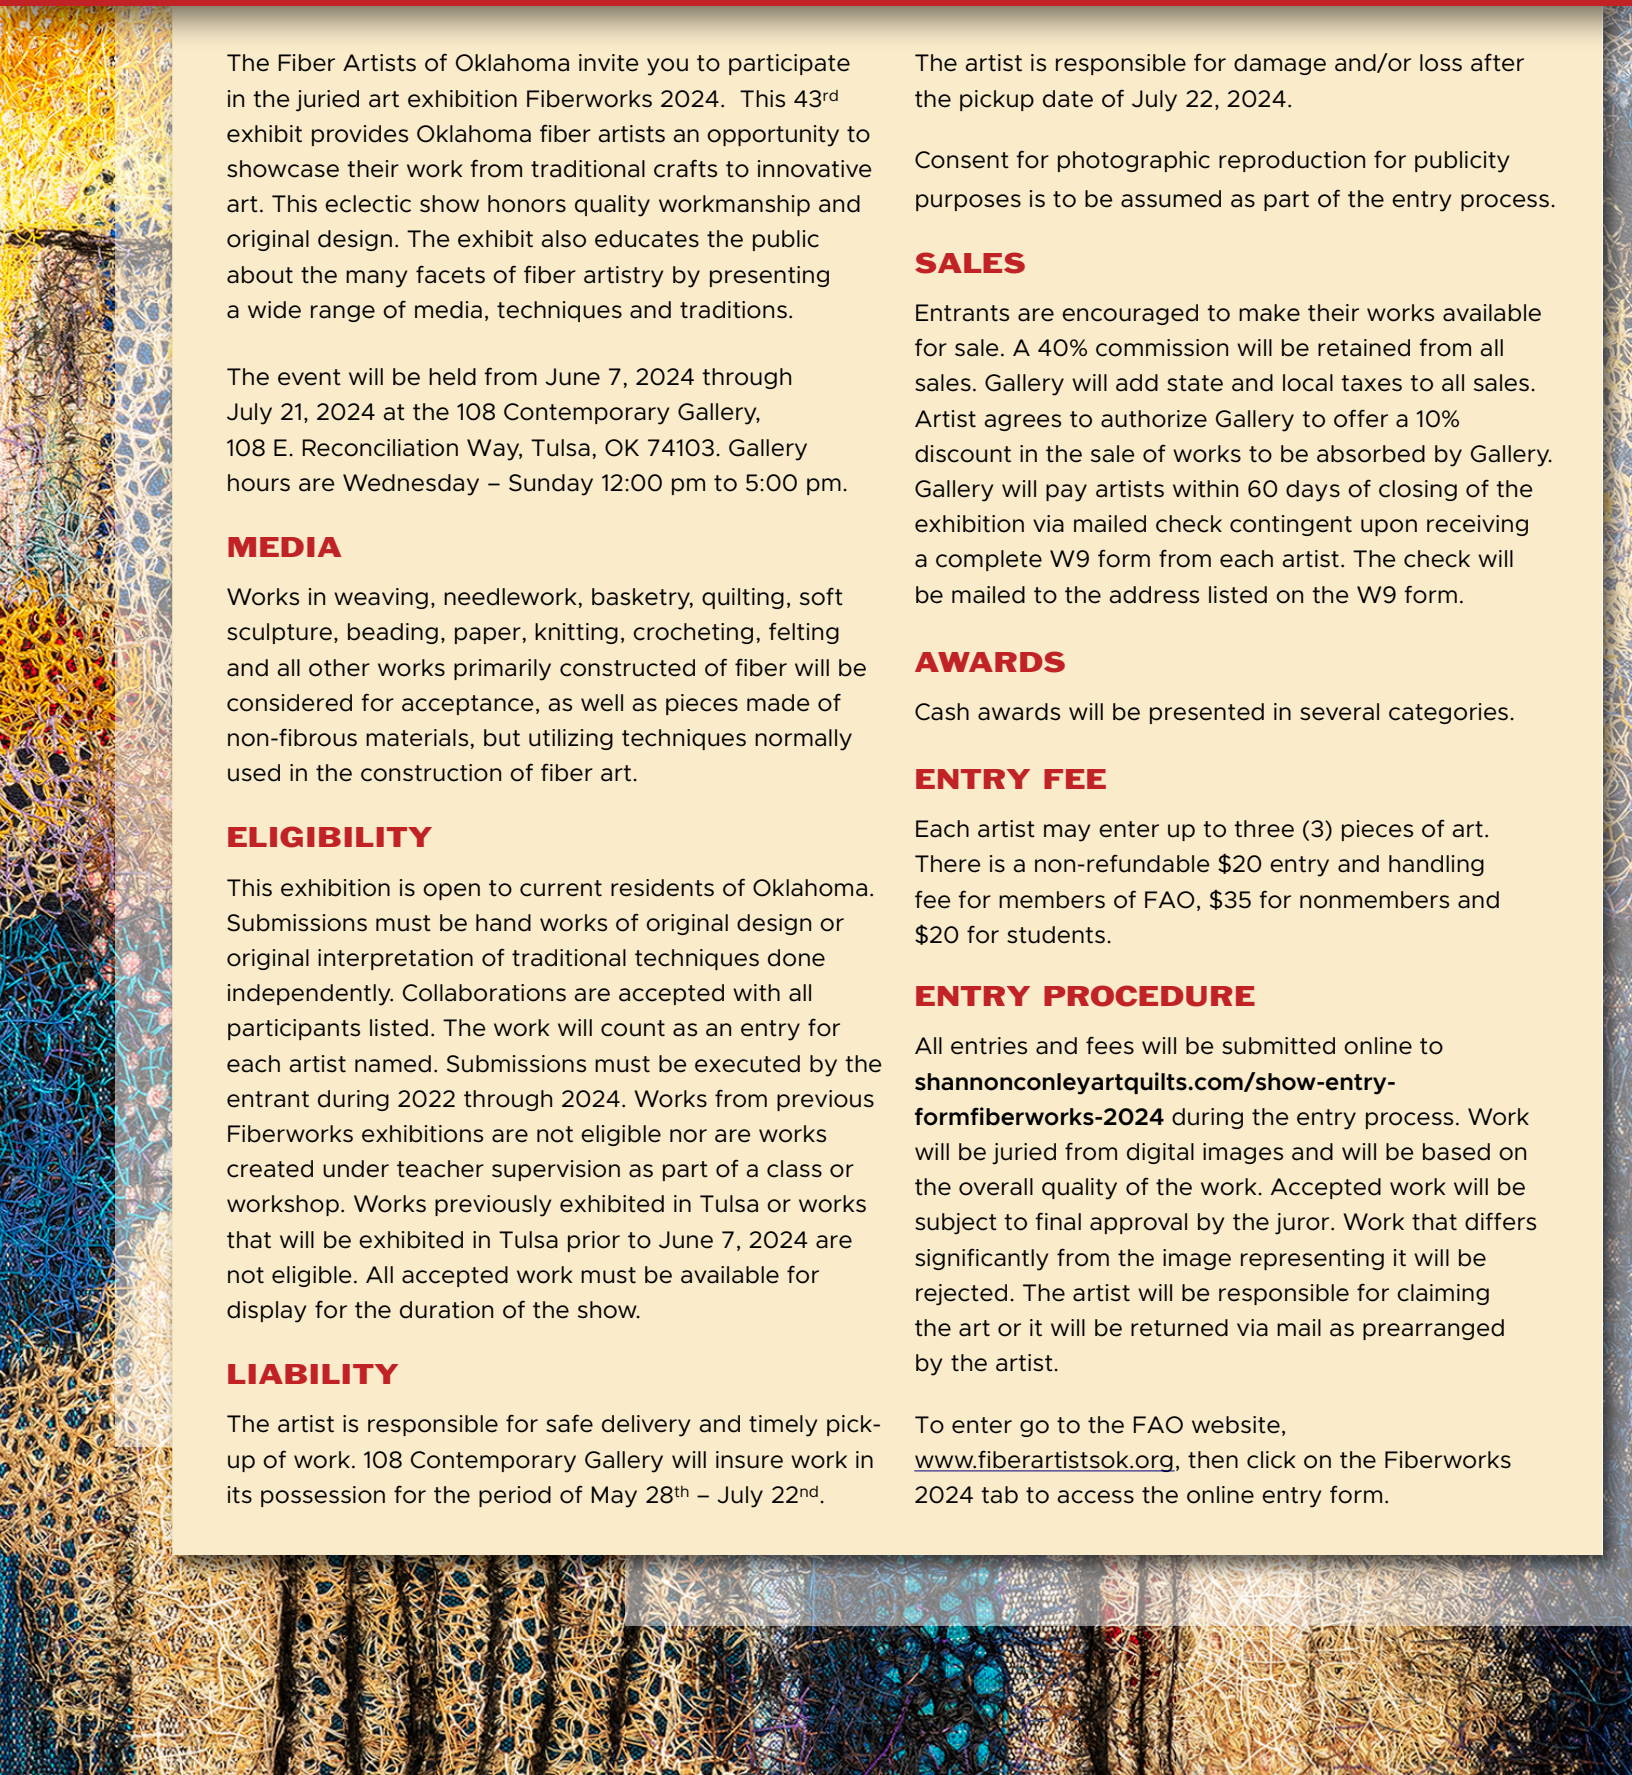 The Fiber Artists of Oklahoma invite you to participate
in the juried art exhibition Fiberworks 2024.  This 43rd
exhibit provides Oklahoma fiber artists an opportunity to
showcase their work from traditional crafts to innovative
art. This eclectic show honors quality workmanship and
original design. The exhibit also educates the public
about the many facets of fiber artistry by presenting
a wide range of media, techniques and traditions.
The event will be held from June 7, 2024 through
July 21, 2024 at the 108 Contemporary Gallery,
108 E. Reconciliation Way, Tulsa, OK 74103. Gallery
hours are Wednesday – Sunday 12:00 pm to 5:00 pm.
MEDIA
Works in weaving, needlework, basketry, quilting, soft
sculpture, beading, paper, knitting, crocheting, felting
and all other works primarily constructed of fiber will be
considered for acceptance, as well as pieces made of
non-fibrous materials, but utilizing techniques normally
used in the construction of fiber art.
ELIGIBILITY
This exhibition is open to current residents of Oklahoma.
Submissions must be hand works of original design or
original interpretation of traditional techniques done
independently. Collaborations are accepted with all
participants listed. The work will count as an entry for
each artist named. Submissions must be executed by the
entrant during 2022 through 2024. Works from previous
Fiberworks exhibitions are not eligible nor are works
created under teacher supervision as part of a class or
workshop. Works previously exhibited in Tulsa or works
that will be exhibited in Tulsa prior to June 7, 2024 are
not eligible. All accepted work must be available for
display for the duration of the show.
LIABILITY
The artist is responsible for safe delivery and timely pick-
up of work. 108 Contemporary Gallery will insure work in
its possession for the period of May 28th – July 22nd.
The artist is responsible for damage and/or loss after
the pickup date of July 22, 2024.
Consent for photographic reproduction for publicity
purposes is to be assumed as part of the entry process.
SALES
Entrants are encouraged to make their works available
for sale. A 40% commission will be retained from all
sales. Gallery will add state and local taxes to all sales.
Artist agrees to authorize Gallery to offer a 10%
discount in the sale of works to be absorbed by Gallery.
Gallery will pay artists within 60 days of closing of the
exhibition via mailed check contingent upon receiving
a complete W9 form from each artist. The check will
be mailed to the address listed on the W9 form.
AWARDS
Cash awards will be presented in several categories.
ENTRY FEE
Each artist may enter up to three (3) pieces of art.
There is a non-refundable $20 entry and handling
fee for members of FAO, $35 for nonmembers and
$20 for students.
ENTRY PROCEDURE
All entries and fees will be submitted online to
shannonconleyartquilts.com/show-entry-
formfiberworks-2024 during the entry process. Work
will be juried from digital images and will be based on
the overall quality of the work. Accepted work will be
subject to final approval by the juror. Work that differs
significantly from the image representing it will be
rejected. The artist will be responsible for claiming
the art or it will be returned via mail as prearranged
by the artist.
To enter go to the FAO website,
www.fiberartistsok.org, then click on the Fiberworks
2024 tab to access the online entry form.